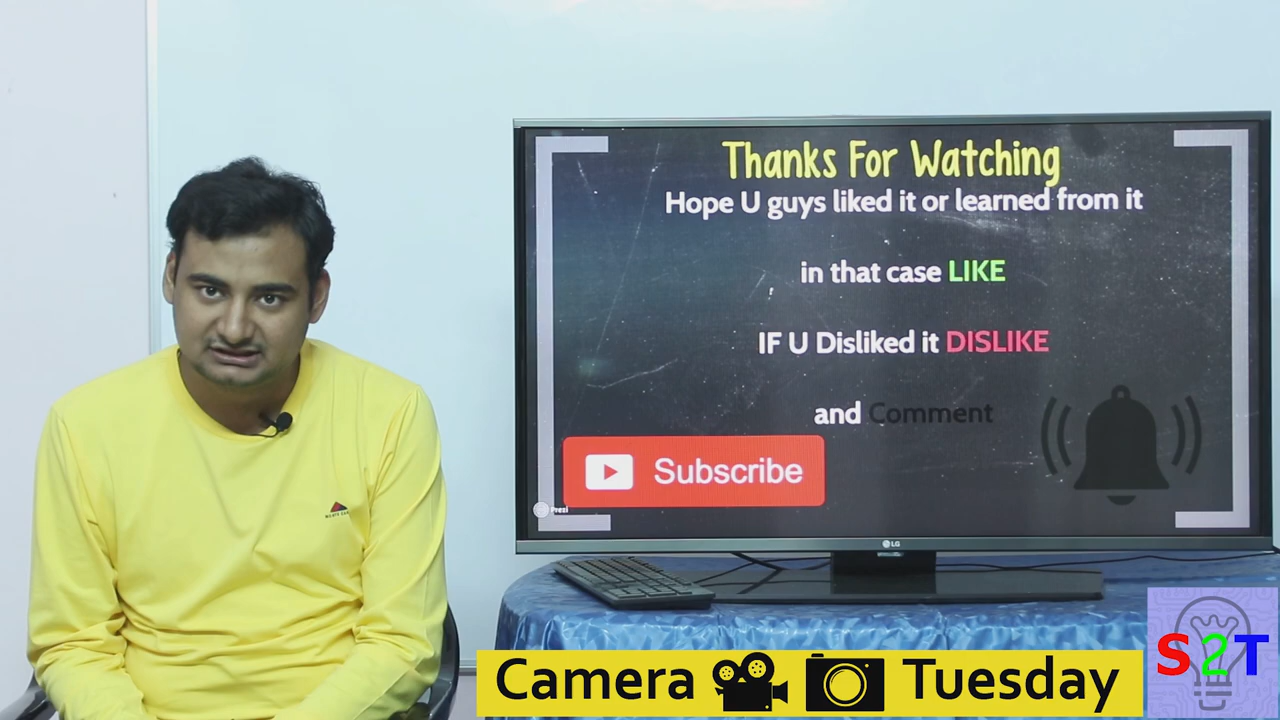 Thanks For Watching
Hope U guys liked it or learned from it
in that case LIKE
IF U Disliked it DISLIKE
and Comment
Subscribe
Prezi
LG
Camera Tuesday
S2T